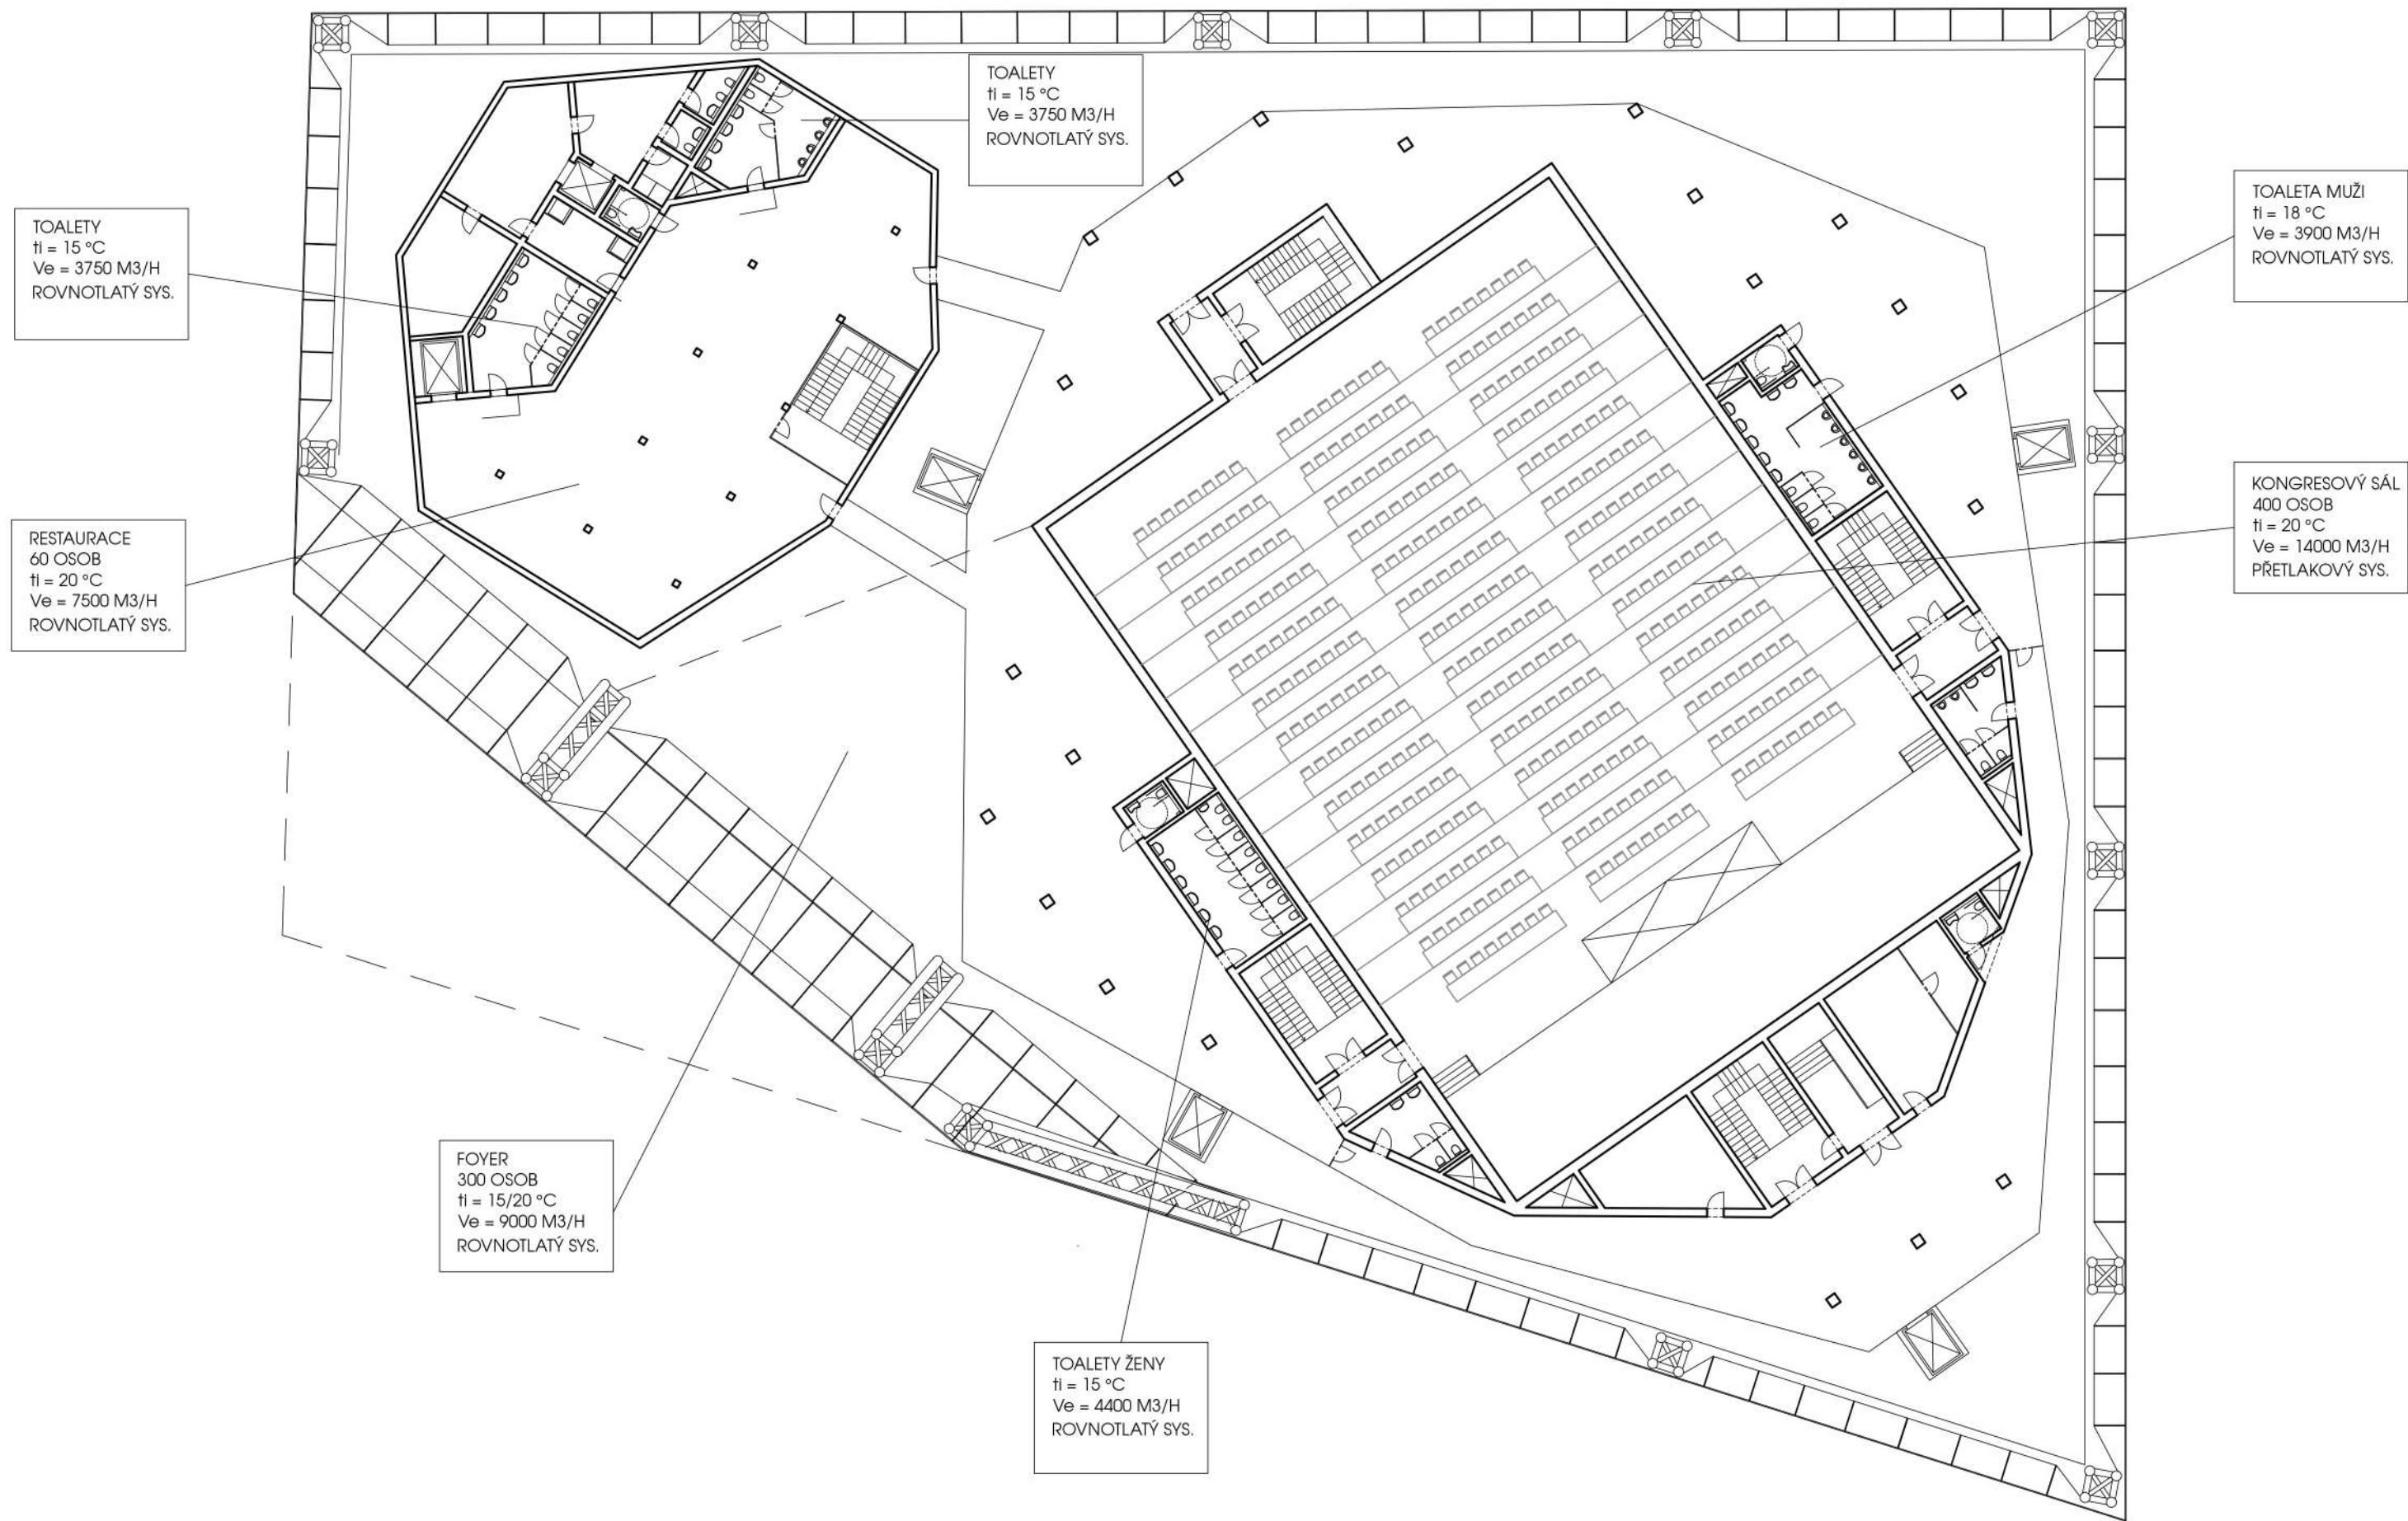 TOALETY
ti = 15 °C
Ve = 3750 M3/H
ROVNOTLATÝ SYS.
TOALETA MUŽI
ti = 18 °C
Ve = 3900 M3/H
ROVNOTLATÝ SYS.
TOALETY
ti = 15 °C
Ve = 3750 M3/H
ROVNOTLATÝ SYS.
KONGRESOVÝ SÁL
400 OSOB
ti = 20 °C
Ve = 14000 M3/H
PŘETLAKOVÝ SYS.
RESTAURACE
60 OSOB
ti = 20 °C
Ve = 7500 M3/H
ROVNOTLATÝ SYS.
FOYER
300 OSOB
ti = 15/20 °C
Ve = 9000 M3/H
ROVNOTLATÝ SYS.
TOALETY ŽENY
ti = 15 °C
Ve = 4400 M3/H
ROVNOTLATÝ SYS.